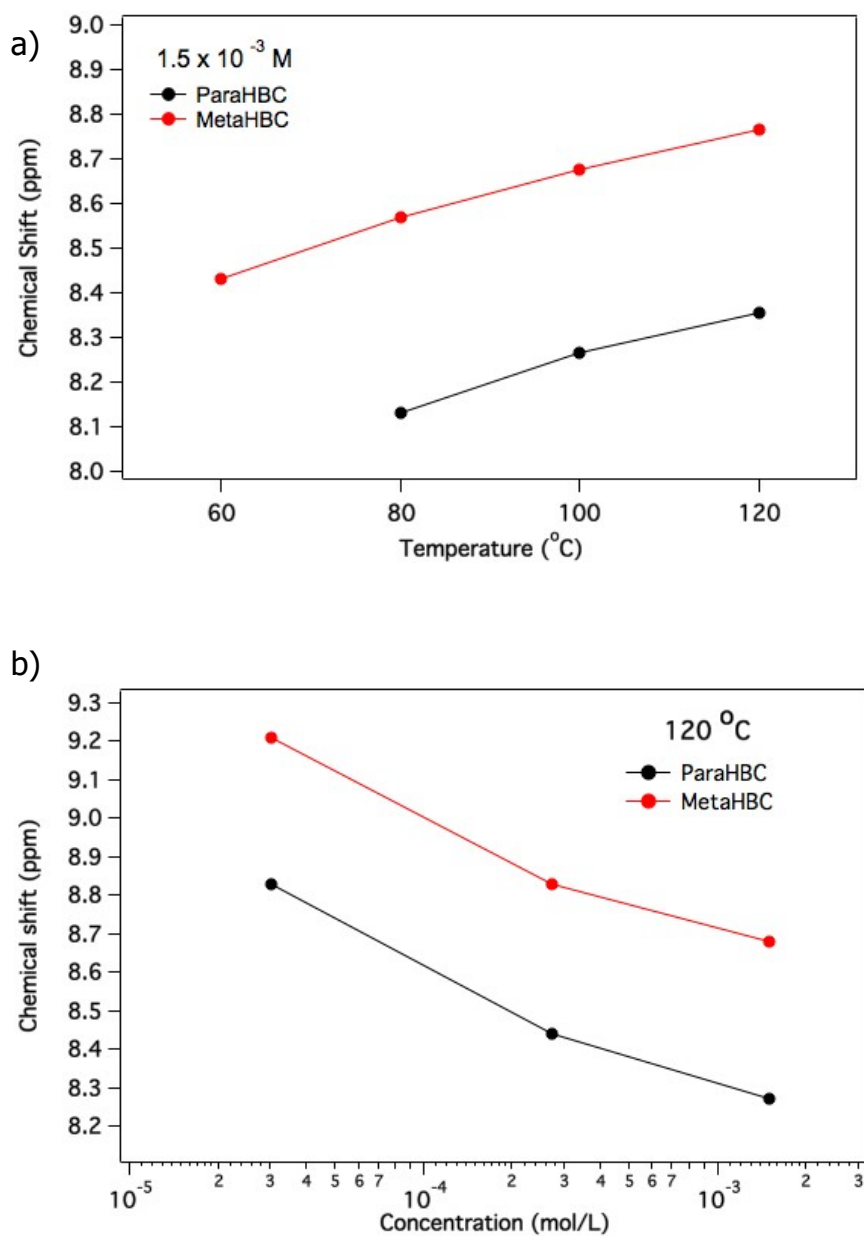 a)
1.5 x 10 -3 M
ParaHBC
MetaHBC
Chemical Shift (ppm)
9.0
8.9
8.8
8.7
8.6
8.5
8.4
8.3
8.2
8.1
8.0
60 80 100 120
Temperature (oC)
b)
120 oC
ParaHBC
MetaHBC
Chemical shift (ppm)
9.3
9.2
9.1
9.0
8.9
8.8
8.7
8.6
8.5
8.4
8.3
8.2
10-5 2 3 4 5 6 7 10-4 2 3 4 5 6 7 10-3 2 3
Concentration (mol/L)